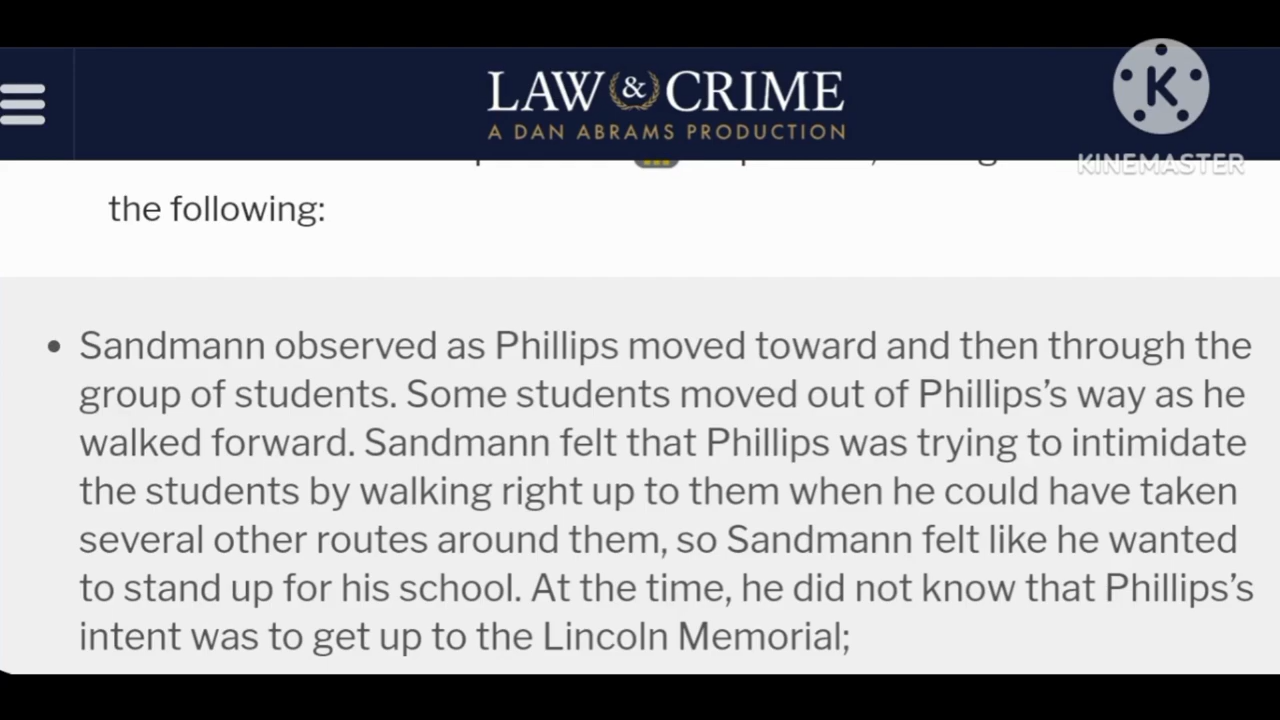 LAW & CRIME
A DAN ABRAMS PRODUCTION
K
KINEMASTER
the following:
• Sandmann observed as Phillips moved toward and then through the
group of students. Some students moved out of Phillips’s way as he
walked forward. Sandmann felt that Phillips was trying to intimidate
the students by walking right up to them when he could have taken
several other routes around them, so Sandmann felt like he wanted
to stand up for his school. At the time, he did not know that Phillips’s
intent was to get up to the Lincoln Memorial;